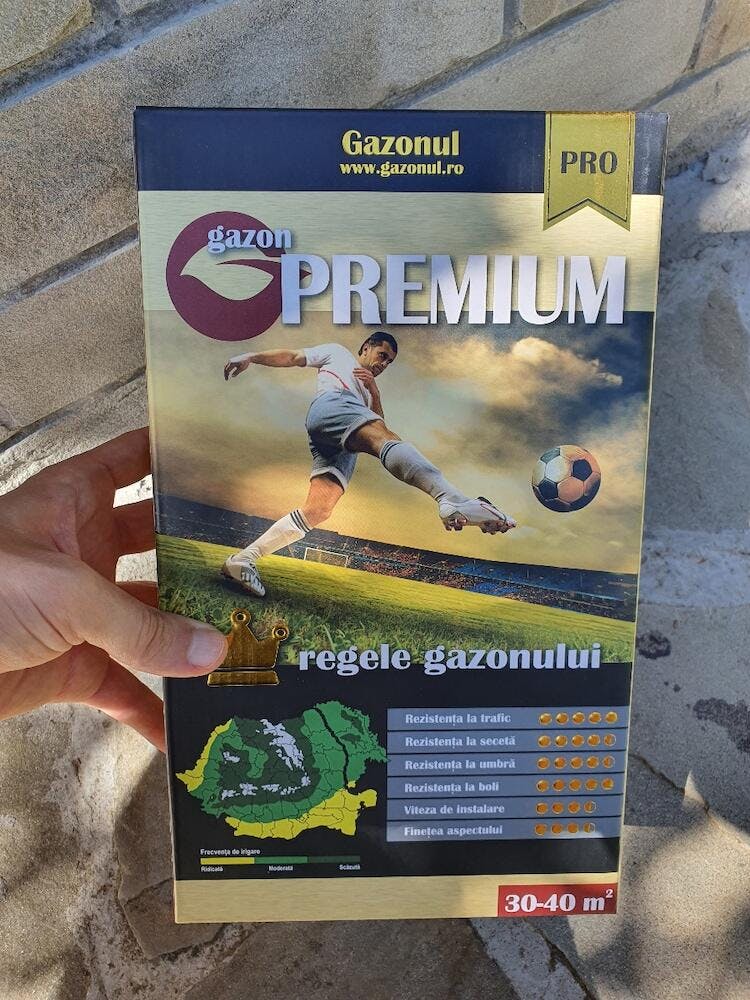 Gazonul
www.gazonul.ro
PRO
gazon
PREMIUM
regele gazonului
Rezistența la trafic
Rezistența la secetă
Rezistența la umbră
Rezistența la boli
Viteza de instalare
Finețea aspectului
Frecvența de irigare
Ridicată Moderată Scăzută
30-40 m²